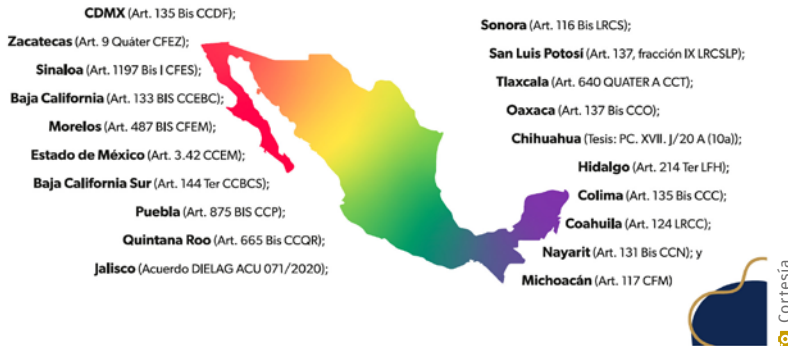 CDMX (Art. 135 Bis CCDF);
Zacatecas (Art. 9 Quáter CFEZ);
Sinaloa (Art. 1197 Bis I CFES);
Baja California (Art. 133 BIS CCEBC);
Morelos (Art. 487 BIS CFEM);
Estado de México (Art. 3.42 CCEM);
Baja California Sur (Art. 144 Ter CCBCS);
Puebla (Art. 875 BIS CCP);
Quintana Roo (Art. 665 Bis CCQR);
Jalisco (Acuerdo DIELAG ACU 071/2020);
Sonora (Art. 116 Bis LRCS);
San Luis Potosí (Art. 137, fracción IX LRCSLP);
Tlaxcala (Art. 640 QUATER A CCT);
Oaxaca (Art. 137 Bis CCO);
Chihuahua (Tesis: PC. XVII. J/20 A (10a));
Hidalgo (Art. 214 Ter LFH);
Colima (Art. 135 Bis CCC);
Coahuila (Art. 124 LRCC);
Nayarit (Art. 131 Bis CCN); y
Michoacán (Art. 117 CFM)
Cortesía